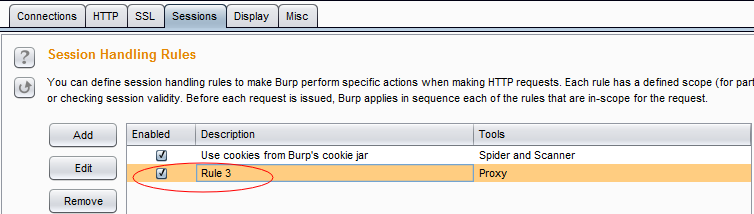 Connections HTTP SSL Sessions Display Misc
Session Handling Rules
You can define session handling rules to make Burp perform specific actions when making HTTP requests. Each rule has a defined scope (for part
or checking session validity. Before each request is issued, Burp applies in sequence each of the rules that are in-scope for the request.
Add
Edit
Remove
Enabled Description Tools
Use cookies from Burp's cookie jar Spider and Scanner
Rule 3 Proxy